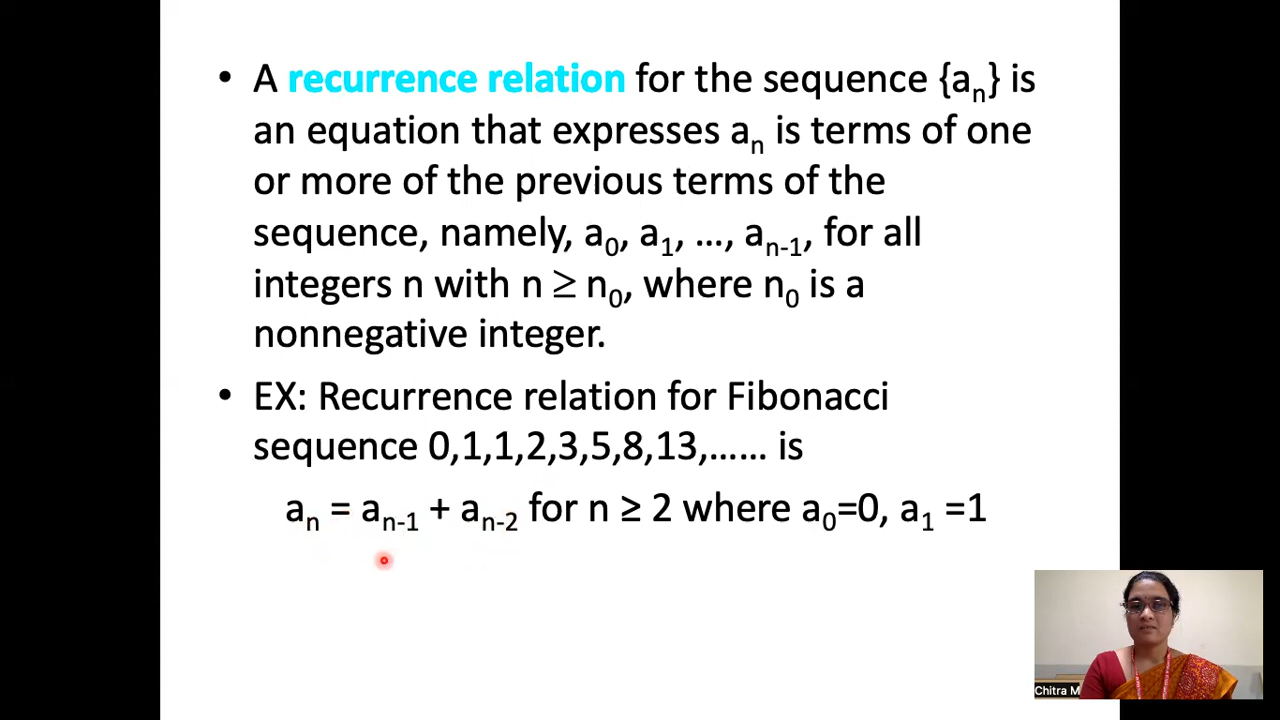 • A recurrence relation for the sequence {aₙ} is
an equation that expresses aₙ is terms of one
or more of the previous terms of the
sequence, namely, a₀, a₁, ..., aₙ₋₁, for all
integers n with n ≥ n₀, where n₀ is a
nonnegative integer.
• EX: Recurrence relation for Fibonacci
sequence 0,1,1,2,3,5,8,13,…… is
aₙ = aₙ₋₁ + aₙ₋₂ for n ≥ 2 where a₀=0, a₁ =1
Chitra M